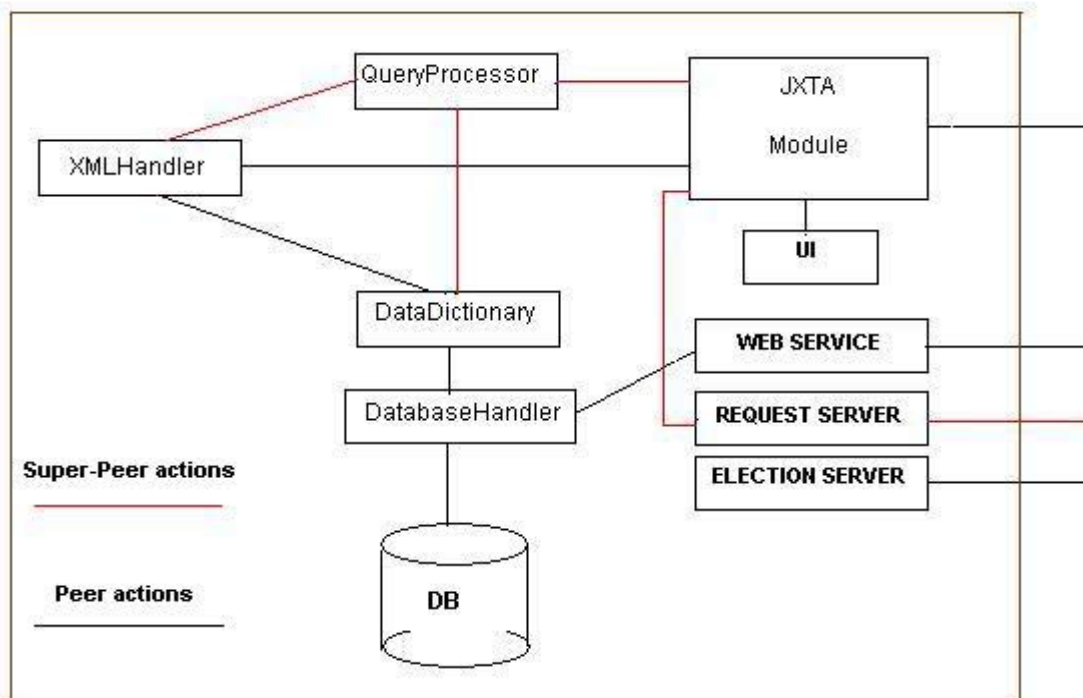 QueryProcessor
JXTA
Module
XMLHandler
UI
DataDictionary
WEB SERVICE
DatabaseHandler
REQUEST SERVER
Super-Peer actions
ELECTION SERVER
Peer actions
DB